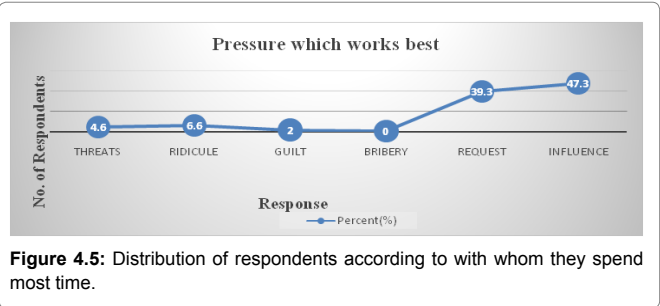 Pressure which works best
No. of Respondents
4.6
6.6
2
0
39.3
47.3
THREATS RIDICULE GUILT BRIBERY REQUEST INFLUENCE
Response
Percent(%)
Figure 4.5: Distribution of respondents according to with whom they spend
most time.